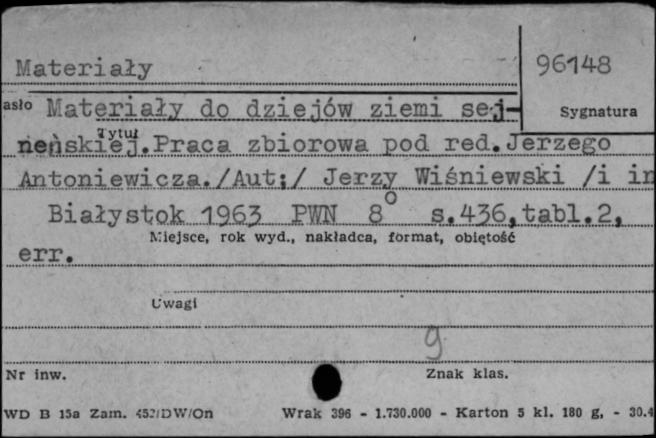 Materiały
96148
asło Materiały do dziejów ziemi sej-
Sygnatura
Tytuł
neńskiej. Praca zbiorowa pod red. Jerzego
Antoniewicza. /Aut:/ Jerzy Wiśniewski /i in
Białystok 1963 PWN 8° s.436, tabl.2,
Miejsce, rok wyd., nakładca, format, obiętość
err.
Uwagi
9
Nr inw.
Znak klas.
WD B 15a Zam. 452/DW/On Wrak 396 - 1.730.000 - Karton 5 kl. 180 g, - 30.4